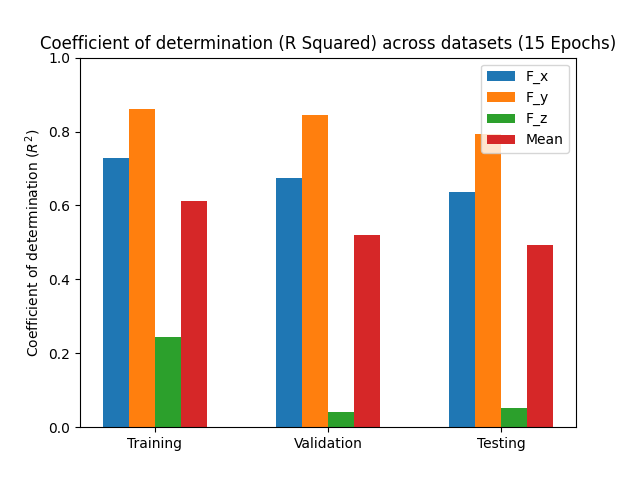 Coefficient of determination (R Squared) across datasets (15 Epochs)
Coefficient of determination (R²)
1.0
0.8
0.6
0.4
0.2
0.0
Training
Validation
Testing
F_x
F_y
F_z
Mean